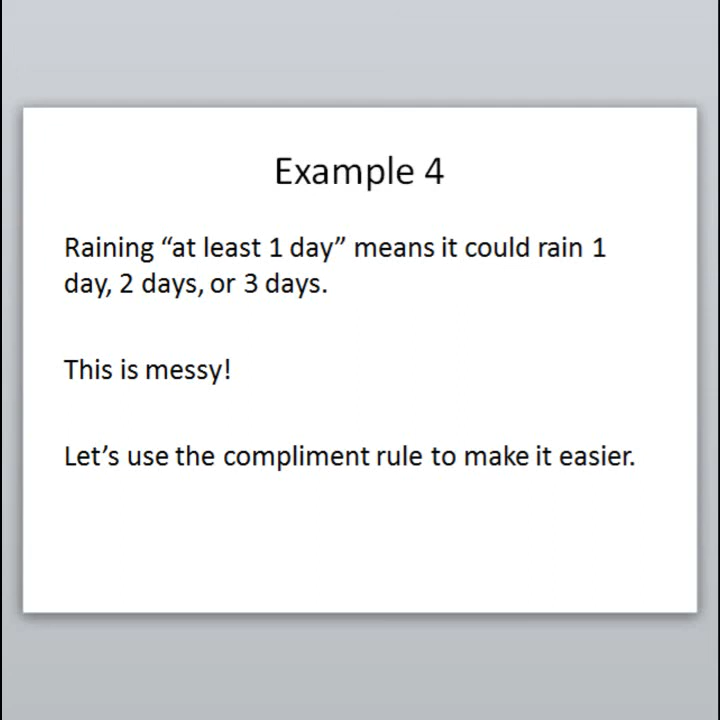 Example 4
Raining “at least 1 day” means it could rain 1
day, 2 days, or 3 days.
This is messy!
Let’s use the compliment rule to make it easier.